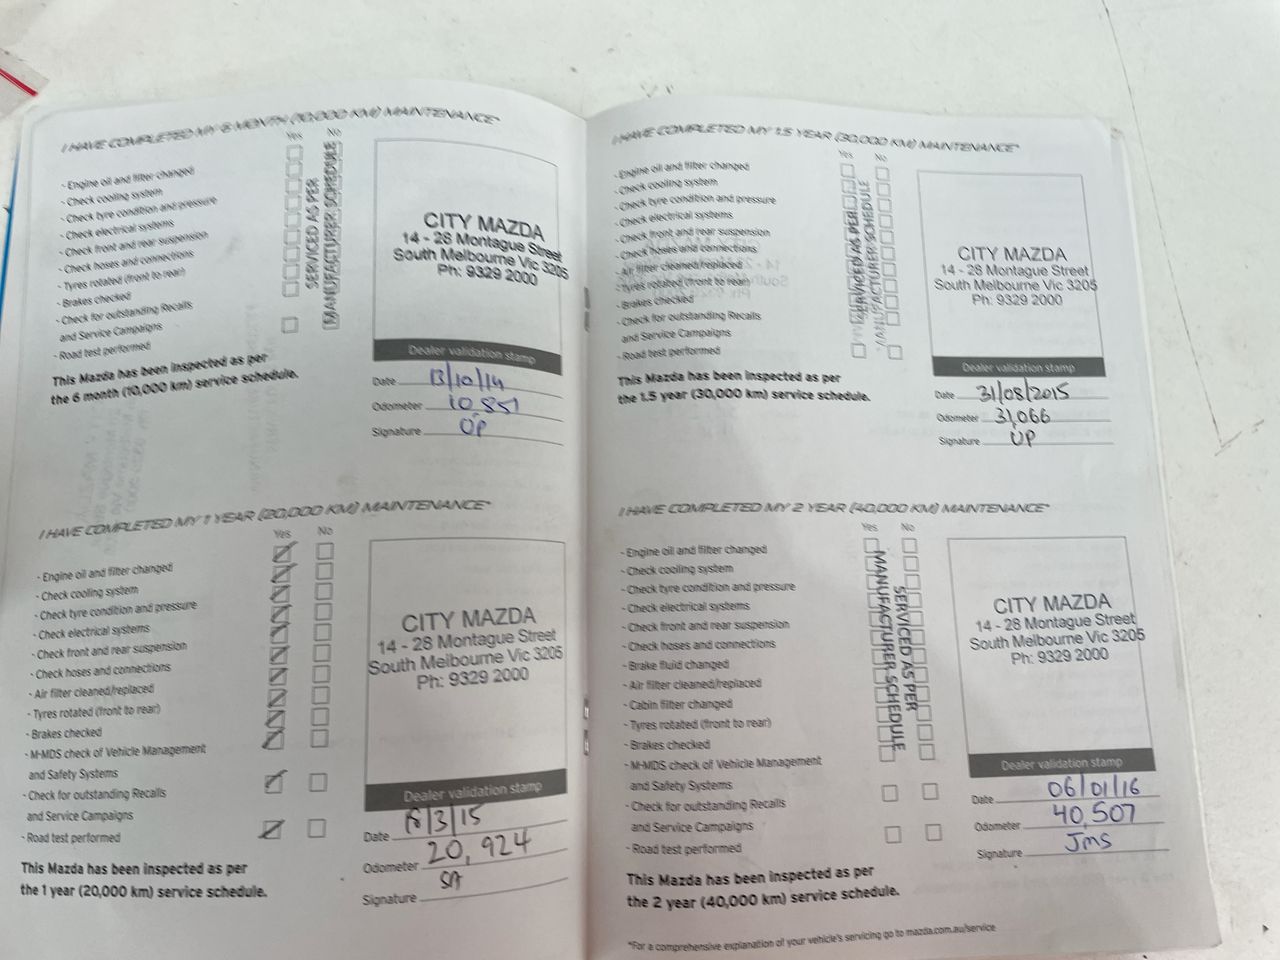 I HAVE COMPLETED MY 6 MONTH (10,000 KM) MAINTENANCE*
Yes No
- Engine oil and filter changed
- Check cooling system
- Check tyre condition and pressure
- Check electrical systems
- Check front and rear suspension
- Check hoses and connections
- Tyres rotated (front to rear)
- Brakes checked
- Check for outstanding Recalls
and Service Campaigns
- Road test performed
SERVICED AS PER
MANUFACTURER SCHEDULE
This Mazda has been inspected as per
the 6 month (10,000 km) service schedule.
CITY MAZDA
14 - 28 Montague Street
South Melbourne Vic 3205
Ph: 9329 2000
Dealer validation stamp
Date 13/10/14
Odometer 10,851
Signature OP
I HAVE COMPLETED MY 1 YEAR (20,000 KM) MAINTENANCE*
Yes No
- Engine oil and filter changed
- Check cooling system
- Check tyre condition and pressure
- Check electrical systems
- Check front and rear suspension
- Check hoses and connections
- Air filter cleaned/replaced
- Tyres rotated (front to rear)
- Brakes checked
- M-MDS check of Vehicle Management
and Safety Systems
- Check for outstanding Recalls
and Service Campaigns
- Road test performed
This Mazda has been inspected as per
the 1 year (20,000 km) service schedule.
CITY MAZDA
14 - 28 Montague Street
South Melbourne Vic 3205
Ph: 9329 2000
Dealer validation stamp
Date /3/15
Odometer 20,924
Signature SA
I HAVE COMPLETED MY 1.5 YEAR (30,000 KM) MAINTENANCE*
Yes No
- Engine oil and filter changed
- Check cooling system
- Check tyre condition and pressure
- Check electrical systems
- Check front and rear suspension
- Check hoses and connections
- Air filter cleaned/replaced
- Tyres rotated (front to rear)
- Brakes checked
- Check for outstanding Recalls
and Service Campaigns
- Road test performed
SERVICED AS PER
MANUFACTURER SCHEDULE
This Mazda has been inspected as per
the 1.5 year (30,000 km) service schedule.
CITY MAZDA
14 - 28 Montague Street
South Melbourne Vic 3205
Ph: 9329 2000
Dealer validation stamp
Date 31/08/2015
Odometer 31,066
Signature OP
I HAVE COMPLETED MY 2 YEAR (40,000 KM) MAINTENANCE*
Yes No
- Engine oil and filter changed
- Check cooling system
- Check tyre condition and pressure
- Check electrical systems
- Check front and rear suspension
- Check hoses and connections
- Brake fluid changed
- Air filter cleaned/replaced
- Cabin filter changed
- Tyres rotated (front to rear)
- Brakes checked
- M-MDS check of Vehicle Management
and Safety Systems
- Check for outstanding Recalls
and Service Campaigns
- Road test performed
SERVICED AS PER
MANUFACTURER SCHEDULE
This Mazda has been inspected as per
the 2 year (40,000 km) service schedule.
CITY MAZDA
14 - 28 Montague Street
South Melbourne Vic 3205
Ph: 9329 2000
Dealer validation stamp
Date 06/01/16
Odometer 40,507
Signature Jms
*For a comprehensive explanation of your vehicle's servicing go to mazda.com.au/service